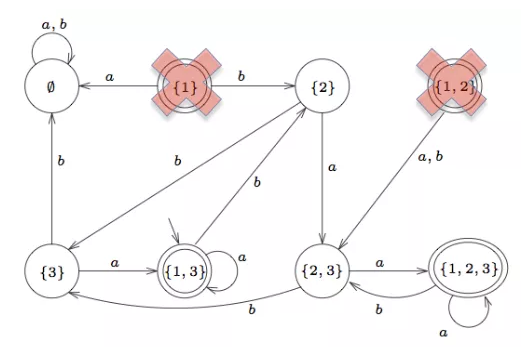 a, b
∅
a
{1}
b
{2}
{1, 2}
b
b
b
a
a, b
{3}
a
{1, 3}
a
{2, 3}
a
{1, 2, 3}
b
b
a